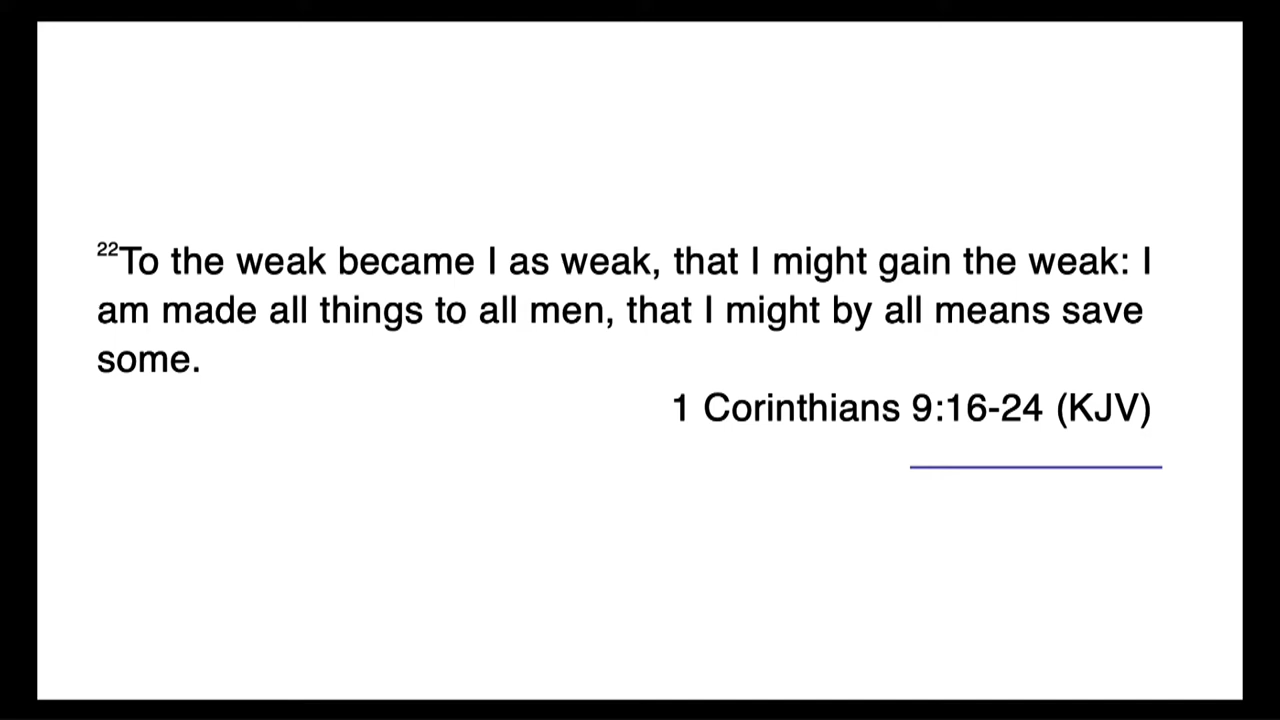 22To the weak became I as weak, that I might gain the weak: I
am made all things to all men, that I might by all means save
some.
1 Corinthians 9:16-24 (KJV)